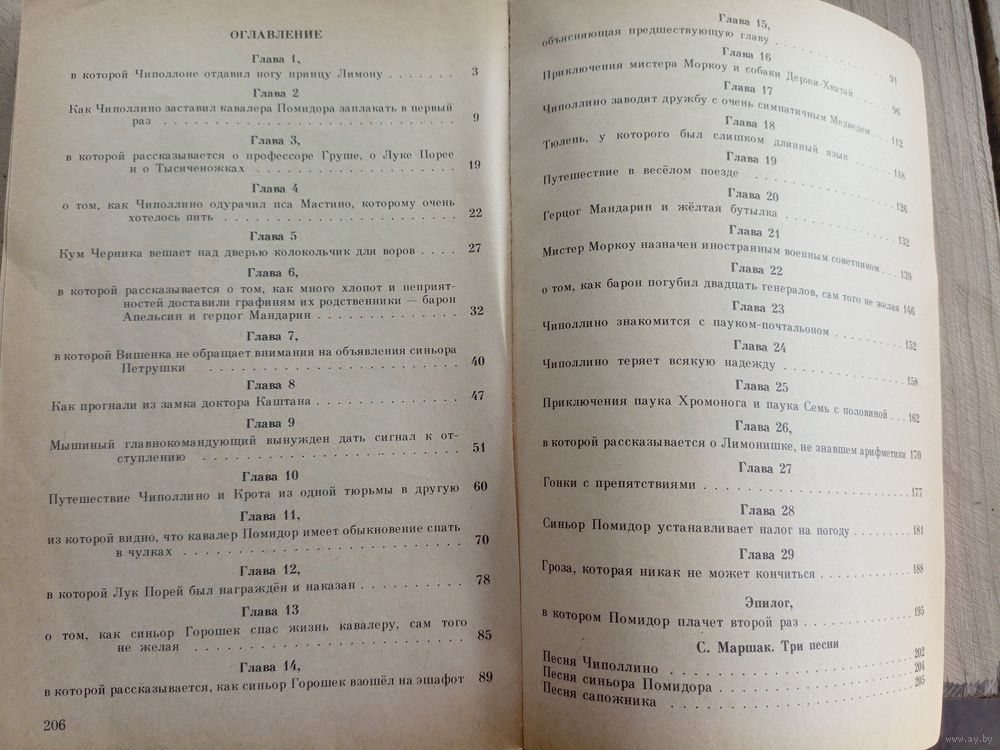 ОГЛАВЛЕНИЕ
Глава 1,
в которой Чиполлоне отдавил ногу принцу Лимону . . . . . . . 3
Глава 2
Как Чиполлино заставил кавалера Помидора заплакать в первый
раз . . . . . . . . . . . . . . . . . . . . . . 9
Глава 3,
в которой рассказывается о профессоре Груше, о Луке Порее
и о Тысяченожках . . . . . . . . . . . . . . . 19
Глава 4
о том, как Чиполлино одурачил пса Мастино, которому очень
хотелось пить . . . . . . . . . . . . . . . . 22
Глава 5
Кум Черника вешает над дверью колокольчик для воров . . . . 27
Глава 6,
в которой рассказывается о том, как много хлопот и неприят-
ностей доставили графиням их родственники — барон
Апельсин и герцог Мандарин . . . . . . . . . . 32
Глава 7,
в которой Вишенка не обращает внимания на объявления синьора
Петрушки . . . . . . . . . . . . . . . . . . 40
Глава 8
Как прогнали из замка доктора Каштана . . . . . . . . . . 47
Глава 9
Мышиный главнокомандующий вынужден дать сигнал к от-
ступлению . . . . . . . . . . . . . . . . . . 51
Глава 10
Путешествие Чиполлино и Крота из одной тюрьмы в другую 60
Глава 11,
из которой видно, что кавалер Помидор имеет обыкновение спать
в чулках . . . . . . . . . . . . . . . . . . . 70
Глава 12,
в которой Лук Порей был награждён и наказан . . . . . . . . 78
Глава 13
о том, как синьор Горошек спас жизнь кавалеру, сам того
не желая . . . . . . . . . . . . . . . . . . . 85
Глава 14,
в которой рассказывается, как синьор Горошек взошёл на эшафот 89
206
Глава 15,
объясняющая предшествующую главу . . . . . . . . . . . 91
Глава 16
Приключения мистера Моркоу и собаки Держи-Хватай . . . . . 96
Глава 17
Чиполлино заводит дружбу с очень симпатичным Медведем . . . 112
Глава 18
Тюлень, у которого был слишком длинный язык . . . . . . . 118
Глава 19
Путешествие в весёлом поезде . . . . . . . . . . . . . . 126
Глава 20
Герцог Мандарин и жёлтая бутылка . . . . . . . . . . . . 132
Глава 21
Мистер Моркоу назначен иностранным военным советником . . . 139
Глава 22
о том, как барон погубил двадцать генералов, сам того не желая 146
Глава 23
Чиполлино знакомится с пауком-почтальоном . . . . . . . . 152
Глава 24
Чиполлино теряет всякую надежду . . . . . . . . . . . . 158
Глава 25
Приключения паука Хромонога и паука Семь с половиной . . . . 162
Глава 26,
в которой рассказывается о Лимонишке, не знавшем арифметики 170
Глава 27
Гонки с препятствиями . . . . . . . . . . . . . . . . . 177
Глава 28
Синьор Помидор устанавливает налог на погоду . . . . . . . 181
Глава 29
Гроза, которая никак не может кончиться . . . . . . . . . 188
Эпилог,
в котором Помидор плачет второй раз . . . . . . . . . . . 195
С. Маршак. Три песни
Песня Чиполлино . . . . . . . . . . . . . . . . . . . . 202
Песня синьора Помидора . . . . . . . . . . . . . . . . . 204
Песня сапожника . . . . . . . . . . . . . . . . . . . . 205
www.ay.by